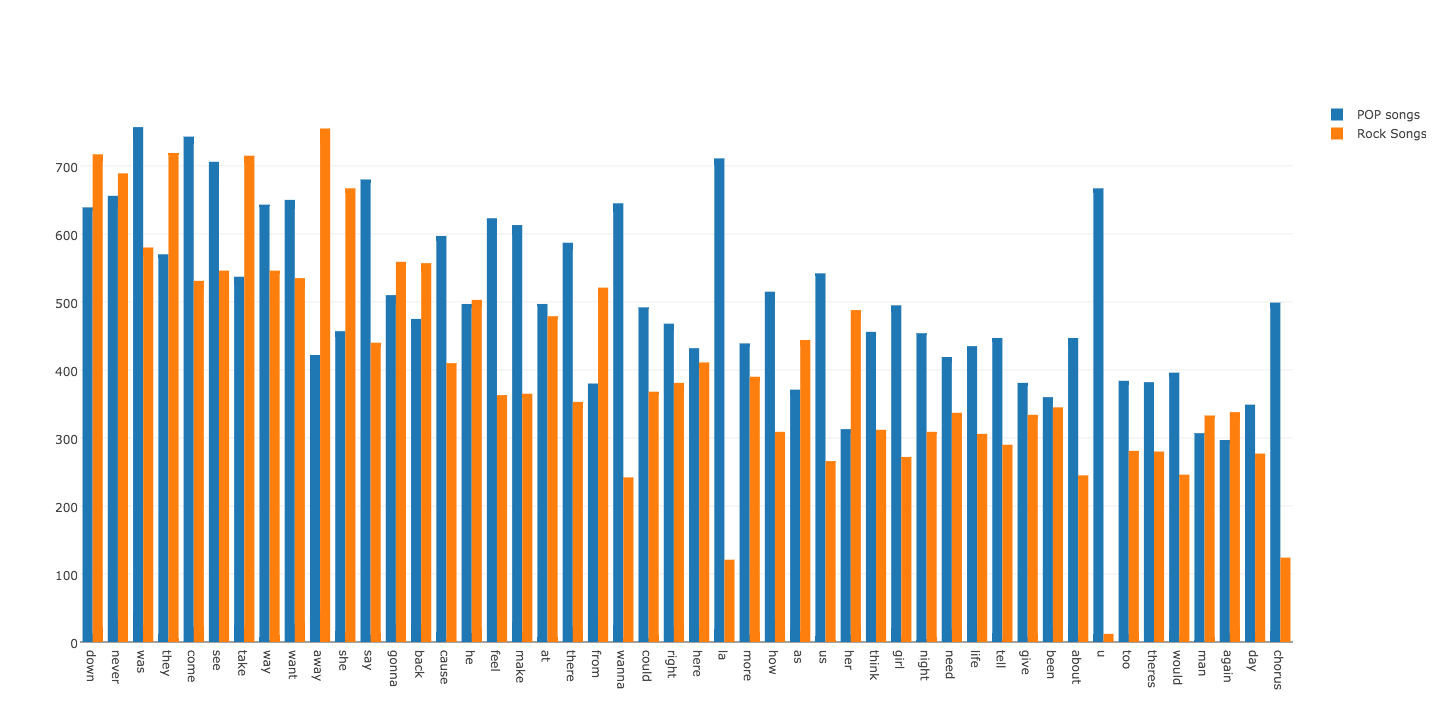 POP songs
Rock Songs
700
600
500
400
300
200
100
0
down never was they come see take way want away she say gonna back cause he feel make at there from wanna could right here la more how as us her think girl night need life tell give been about u too theres would man again day chorus